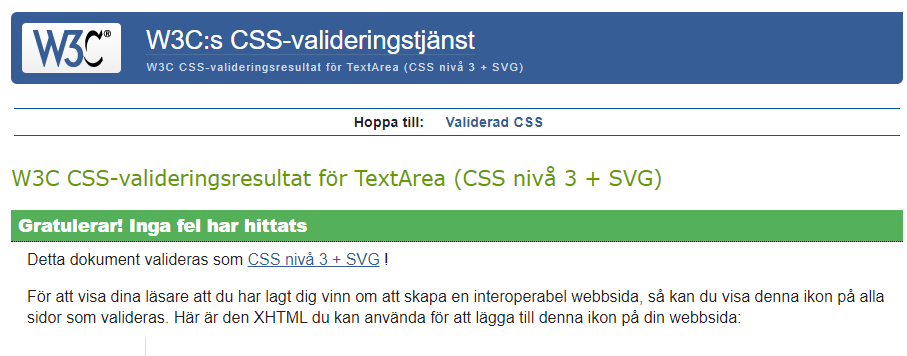 W3C® W3C:s CSS-valideringstjänst
W3C CSS-valideringsresultat för TextArea (CSS nivå 3 + SVG)
Hoppa till: Validerad CSS
W3C CSS-valideringsresultat för TextArea (CSS nivå 3 + SVG)
Gratulerar! Inga fel har hittats
Detta dokument valideras som CSS nivå 3 + SVG !
För att visa dina läsare att du har lagt dig vinn om att skapa en interoperabel webbsida, så kan du visa denna ikon på alla
sidor som valideras. Här är den XHTML du kan använda för att lägga till denna ikon på din webbsida: